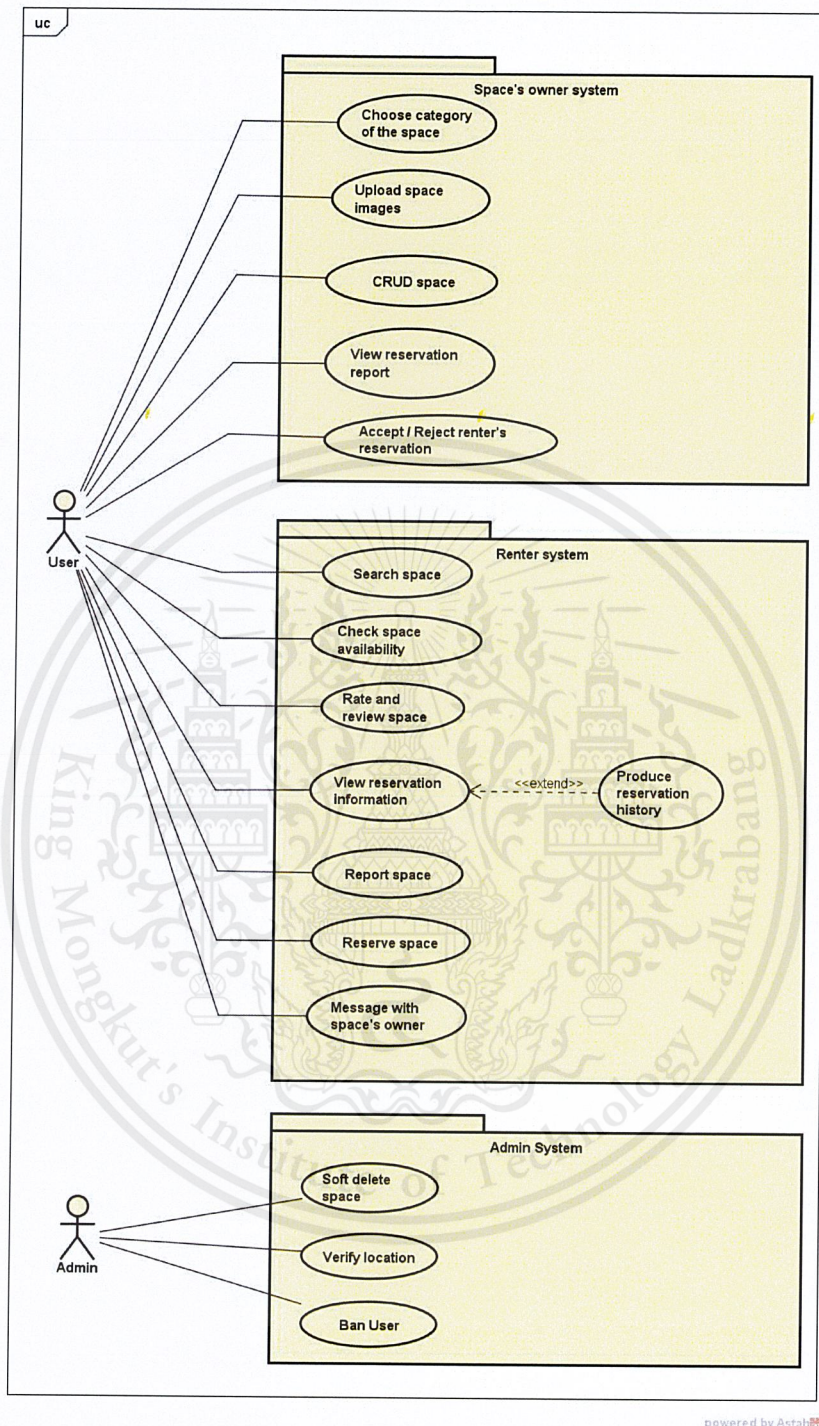 uc
Space's owner system
Choose category
of the space
Upload space
images
CRUD space
View reservation
report
Accept / Reject renter's
reservation
User
Renter system
Search space
Check space
availability
Rate and
review space
View reservation
information
<<extend>>
Produce
reservation
history
Report space
Reserve space
Message with
space's owner
King Mongkut's Institute of Technology Ladkrabang
Admin System
Soft delete
space
Verify location
Ban User
Admin
powered by Astah